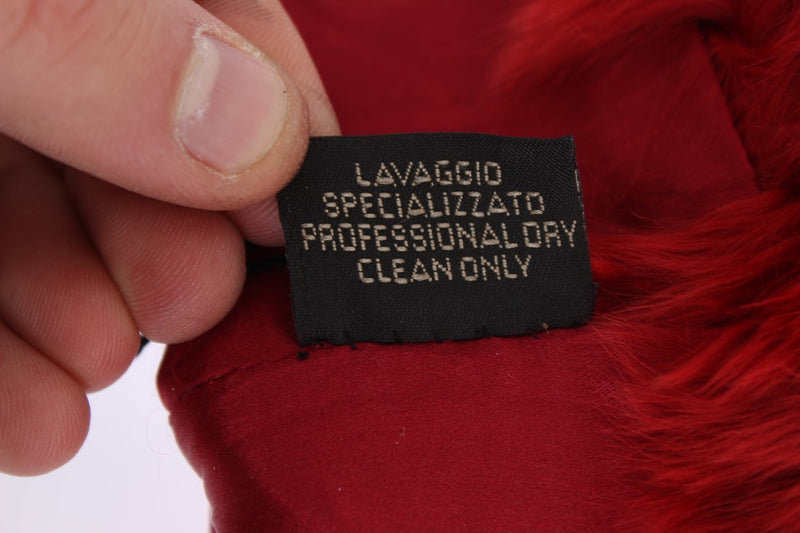 LAVAGGIO
SPECIALIZZATO
PROFESSIONAL DRY
CLEAN ONLY